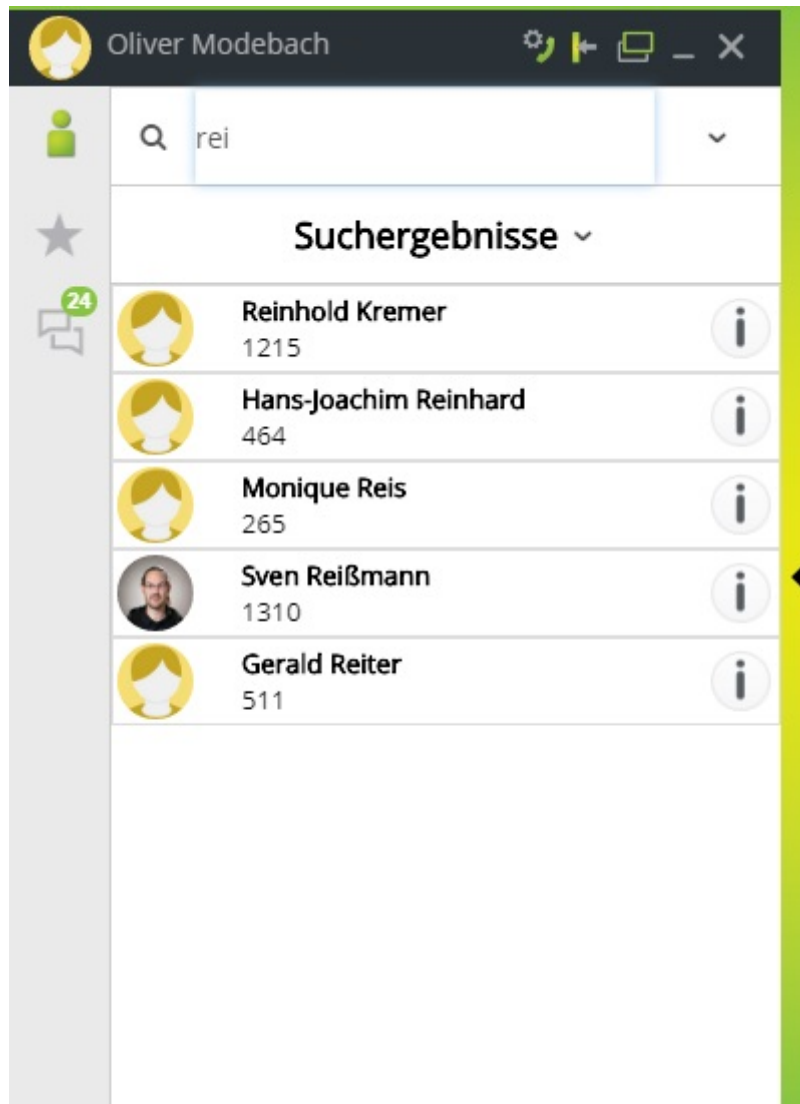 Oliver Modebach
rei
Suchergebnisse
24
Reinhold Kremer
1215
Hans-Joachim Reinhard
464
Monique Reis
265
Sven Reißmann
1310
Gerald Reiter
511